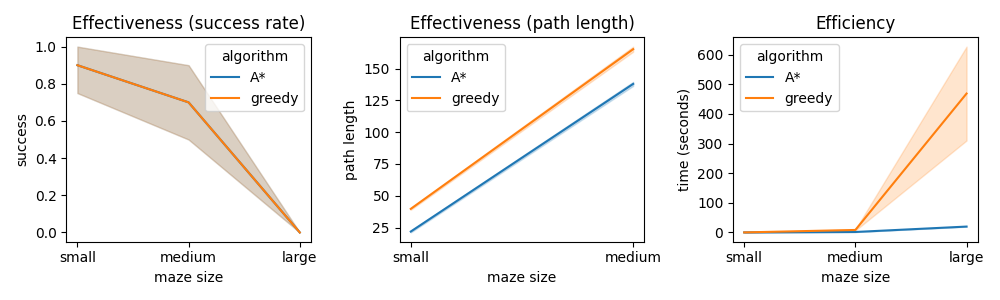 Effectiveness (success rate)
success
1.0
0.8
0.6
0.4
0.2
0.0
algorithm
A*
greedy
small
medium
large
maze size
Effectiveness (path length)
path length
150
125
100
75
50
25
algorithm
A*
greedy
small
medium
maze size
Efficiency
time (seconds)
600
500
400
300
200
100
0
algorithm
A*
greedy
small
medium
large
maze size